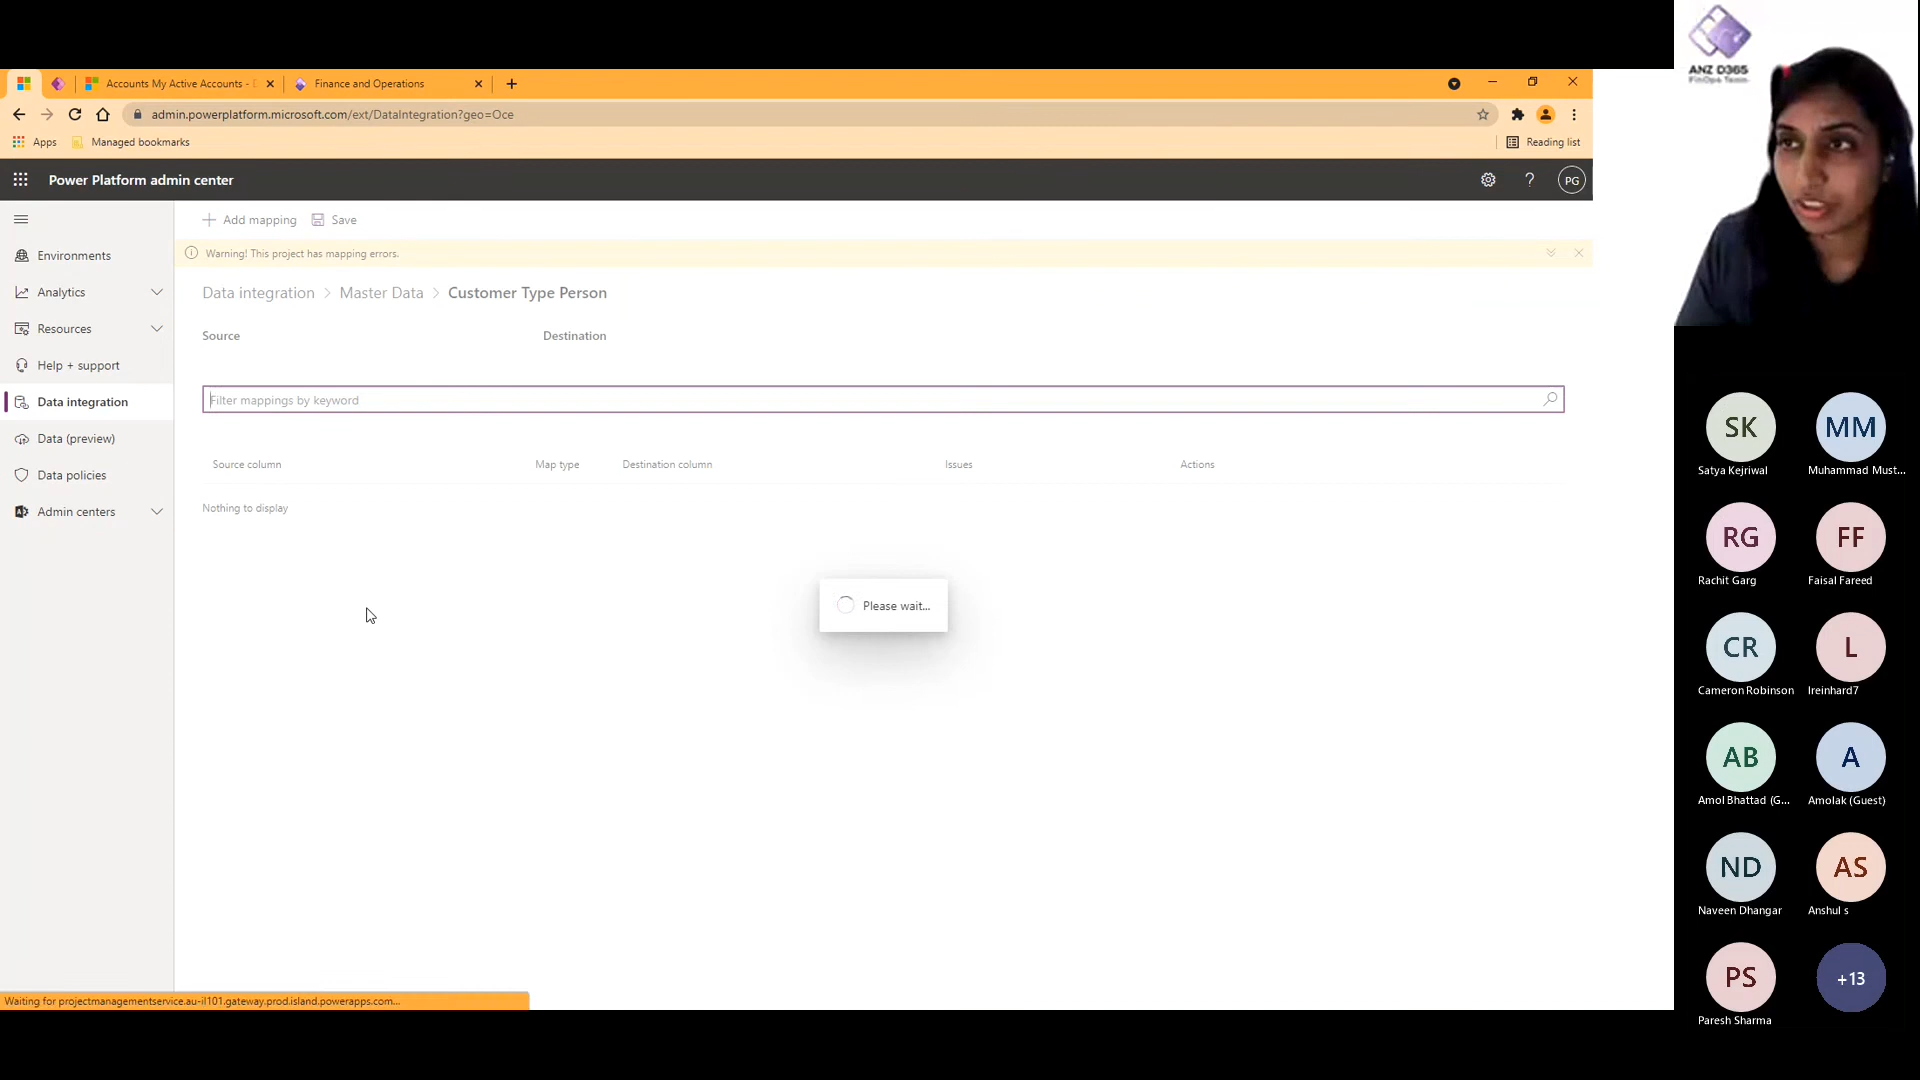 ANZ D365
FinOps Team
Accounts My Active Accounts -
Finance and Operations
admin.powerplatform.microsoft.com/ext/DataIntegration?geo=Oce
Apps
Managed bookmarks
Reading list
Power Platform admin center
PG
Add mapping
Save
Environments
Warning! This project has mapping errors.
Analytics
Data integration > Master Data > Customer Type Person
Resources
Source
Destination
Help + support
Data integration
Filter mappings by keyword
Data (preview)
Source column
Map type
Destination column
Issues
Actions
Data policies
Nothing to display
Admin centers
Please wait...
Waiting for projectmanagementservice.au-il101.gateway.prod.island.powerapps.com...
SK
MM
Satya Kejriwal
Muhammad Must...
RG
FF
Rachit Garg
Faisal Fareed
CR
L
Cameron Robinson
lreinhard7
AB
A
Amol Bhattad (G...
Amolak (Guest)
ND
AS
Naveen Dhangar
Anshul s
PS
+13
Paresh Sharma